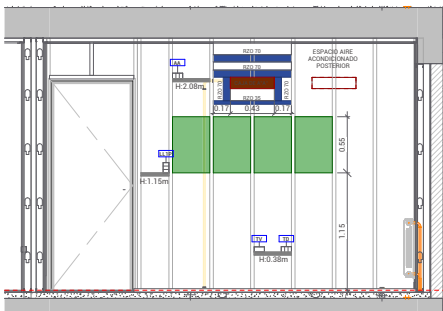 RZO 70
ESPACIO AIRE
ACONDICIONADO
POSTERIOR
AA
RZO 70
H:2.08m
RZO 70
RZO 70
RZO 35
0.17
0.43
0.17
0.55
H:1.15m
1.15
TV
TD
H:0.38m